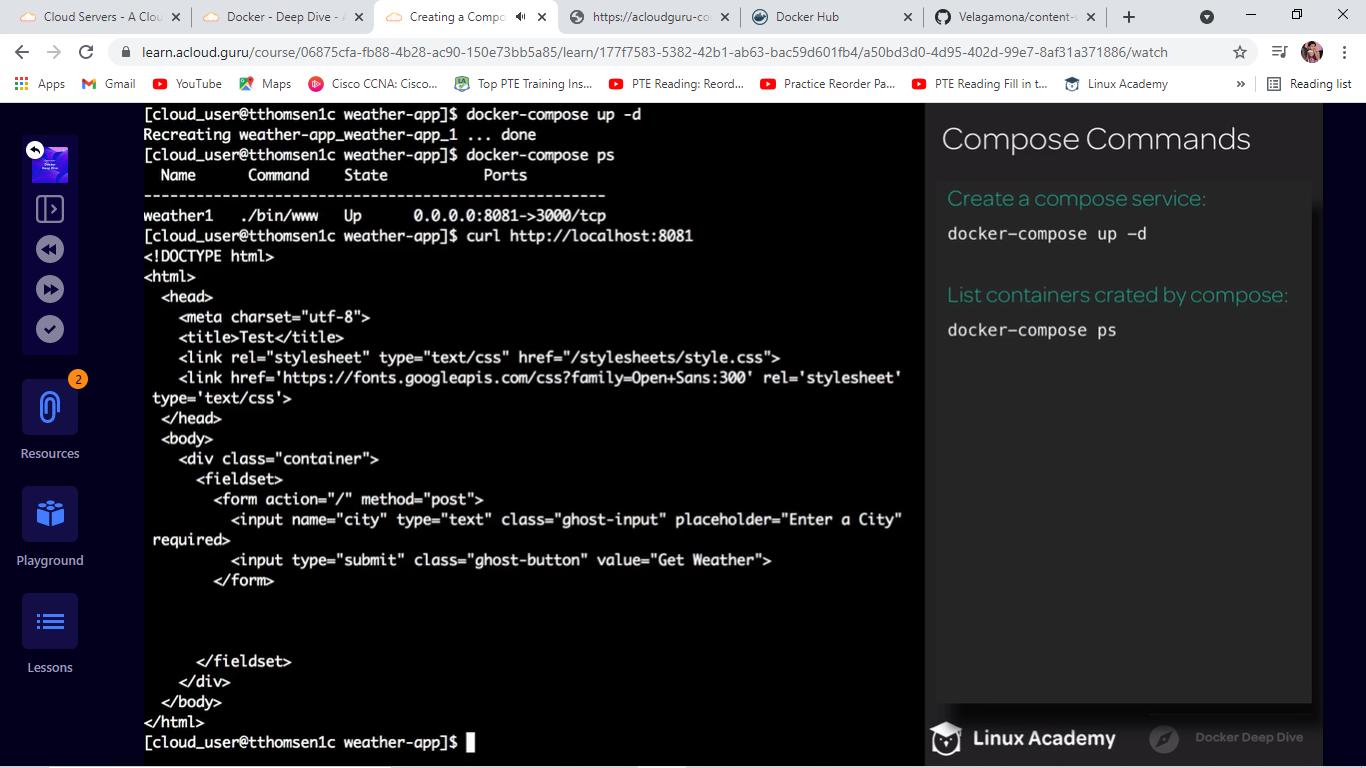 Cloud Servers - A Clou
Docker - Deep Dive - A
Creating a Compo
https://acloudguru-co
Docker Hub
Velagamona/content-
learn.acloud.guru/course/06875cfa-fb88-4b28-ac90-150e73bb5a85/learn/177f7583-5382-42b1-ab63-bac59d601fb4/a50bd3d0-4d95-402d-99e7-8af31a371886/watch
Apps
Gmail
YouTube
Maps
Cisco CCNA: Cisco...
Top PTE Training Ins...
PTE Reading: Reord...
Practice Reorder Pa...
PTE Reading Fill in t...
Linux Academy
»
Reading list
Docker
Deep Dive
2
Resources
Playground
Lessons
[cloud_user@tthomsen1c weather-app]$ docker-compose up -d
Recreating weather-app_weather-app_1 ... done
[cloud_user@tthomsen1c weather-app]$ docker-compose ps
Name Command State Ports
-----------------------------------------------------
weather1 ./bin/www Up 0.0.0.0:8081->3000/tcp
[cloud_user@tthomsen1c weather-app]$ curl http://localhost:8081
<!DOCTYPE html>
<html>
<head>
<meta charset="utf-8">
<title>Test</title>
<link rel="stylesheet" type="text/css" href="/stylesheets/style.css">
<link href='https://fonts.googleapis.com/css?family=Open+Sans:300' rel='stylesheet'
type='text/css'>
</head>
<body>
<div class="container">
<fieldset>
<form action="/" method="post">
<input name="city" type="text" class="ghost-input" placeholder="Enter a City"
required>
<input type="submit" class="ghost-button" value="Get Weather">
</form>
</fieldset>
</div>
</body>
</html>
[cloud_user@tthomsen1c weather-app]$
Compose Commands
Create a compose service:
docker-compose up -d
List containers crated by compose:
docker-compose ps
Linux Academy
Docker Deep Dive